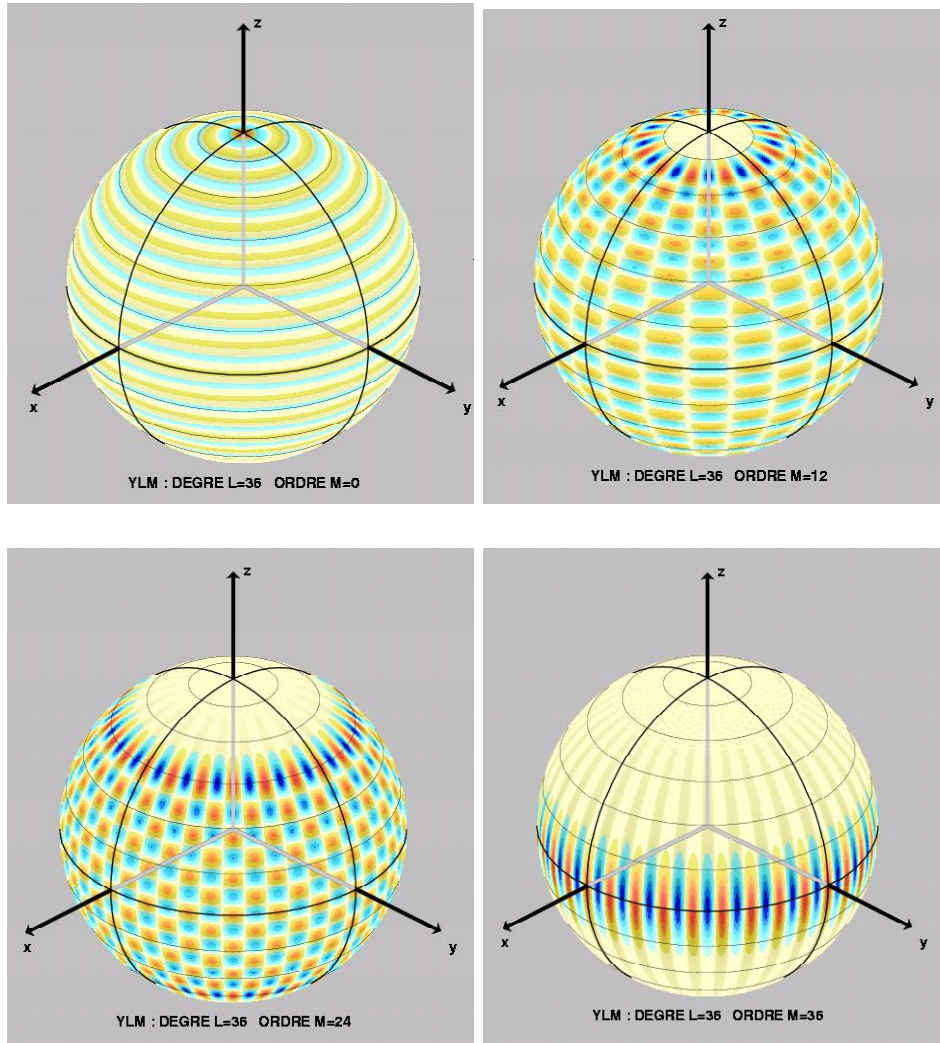 z
x
y
YLM : DEGRE L=36 ORDRE M=0
z
x
y
YLM : DEGRE L=36 ORDRE M=12
z
x
y
YLM : DEGRE L=36 ORDRE M=24
z
x
y
YLM : DEGRE L=36 ORDRE M=36